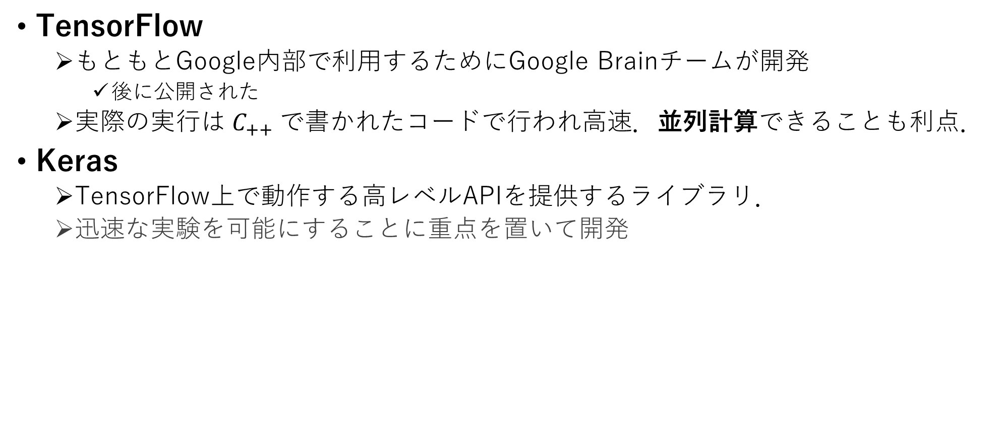 • TensorFlow
➢もともとGoogle内部で利用するためにGoogle Brainチームが開発
✓後に公開された
➢実際の実行は C++ で書かれたコードで行われ高速．並列計算できることも利点．
• Keras
➢TensorFlow上で動作する高レベルAPIを提供するライブラリ．
➢迅速な実験を可能にすることに重点を置いて開発